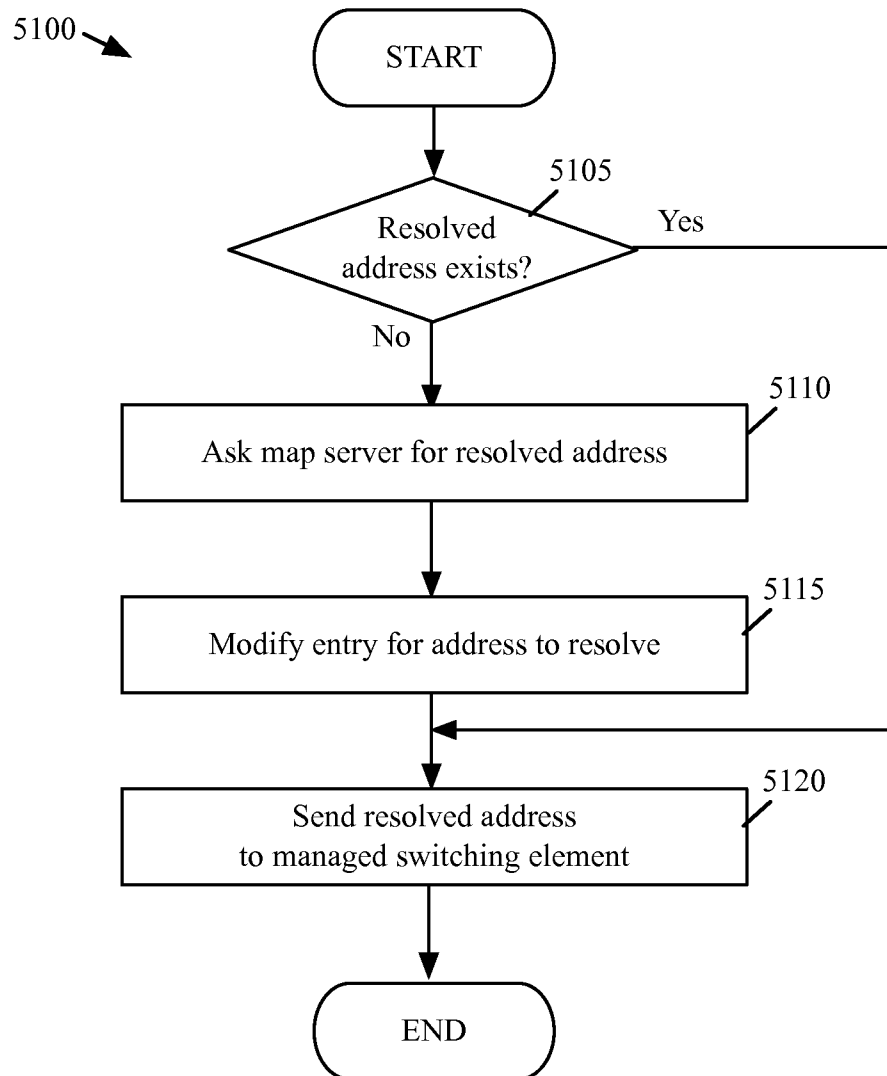 5100
START
5105
Resolved
address exists?
Yes
No
5110
Ask map server for resolved address
5115
Modify entry for address to resolve
5120
Send resolved address
to managed switching element
END